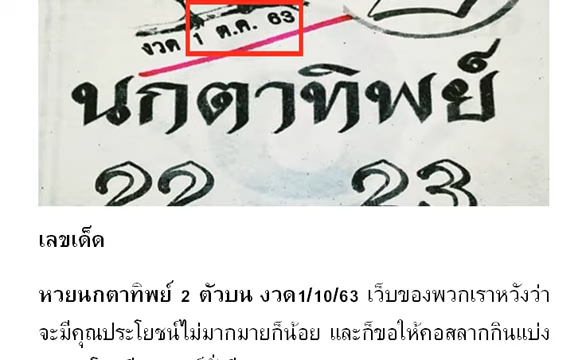 งวด 1 ต.ค. 63
นกตาทิพย์
22 23
เลขเด็ด
หวยนกตาทิพย์ 2 ตัวบน งวด1/10/63 เว็บของพวกเราหวังว่า
จะมีคุณประโยชน์ไม่มากมายก็น้อย และก็ขอให้คอสลากกินแบ่ง